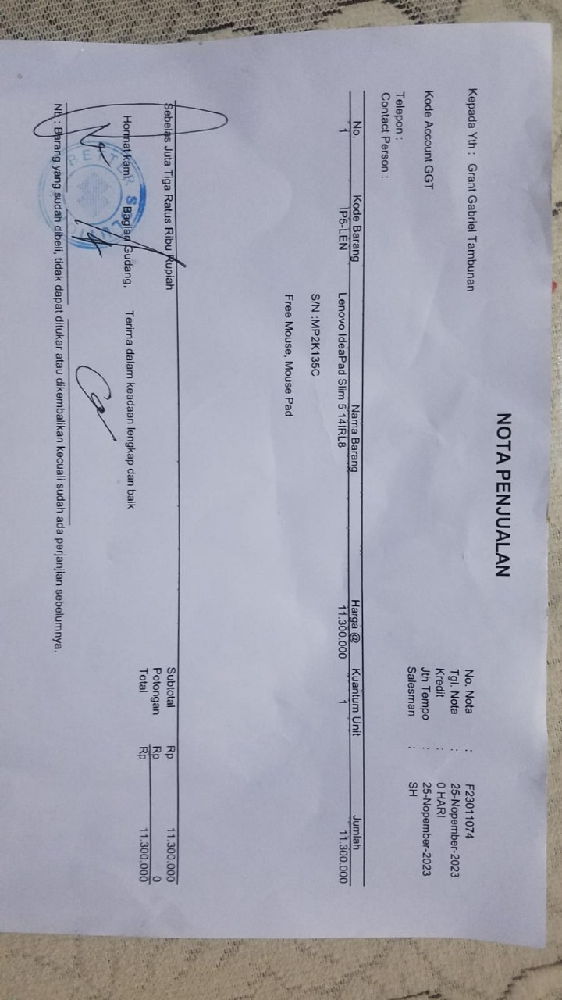 NOTA PENJUALAN
Kepada Yth : Grant Gabriel Tambunan
No. Nota : F23011074
Tgl. Nota : 25-Nopember-2023
Kode Account GGT
Kredit : 0 HARI
Jth Tempo : 25-Nopember-2023
Telepon :
Salesman : SH
Contact Person :
No. Kode Barang Nama Barang Harga @ Kuantum Unit Jumlah
1 IP5-LEN Lenovo IdeaPad Slim 5 14IRL8 11.300.000 1 11.300.000
S/N :MP2K135C
Free Mouse, Mouse Pad
Sebelas Juta Tiga Ratus Ribu Rupiah
Subtotal Rp 11.300.000
Potongan Rp 0
Total Rp 11.300.000
Hormat kami, Bagian Gudang, Terima dalam keadaan lengkap dan baik
BETTER
Nb : Barang yang sudah dibeli, tidak dapat ditukar atau dikembalikan kecuali sudah ada perjanjian sebelumnya.